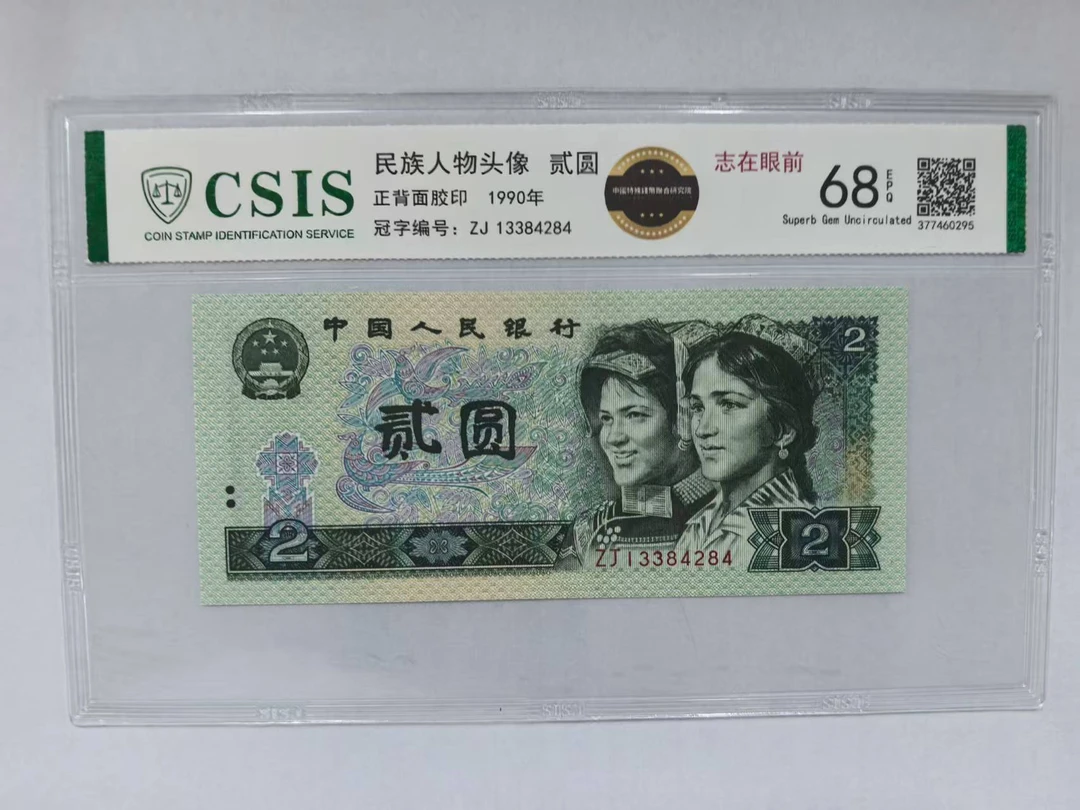 CSIS
COIN STAMP IDENTIFICATION SERVICE
民族人物头像 贰圆
正背面胶印 1990年
冠字编号：ZJ 13384284
志在眼前
68
EPQ
Superb Gem Uncirculated
377460295
中国人民银行
2
贰圆
2
ZJ13384284
2